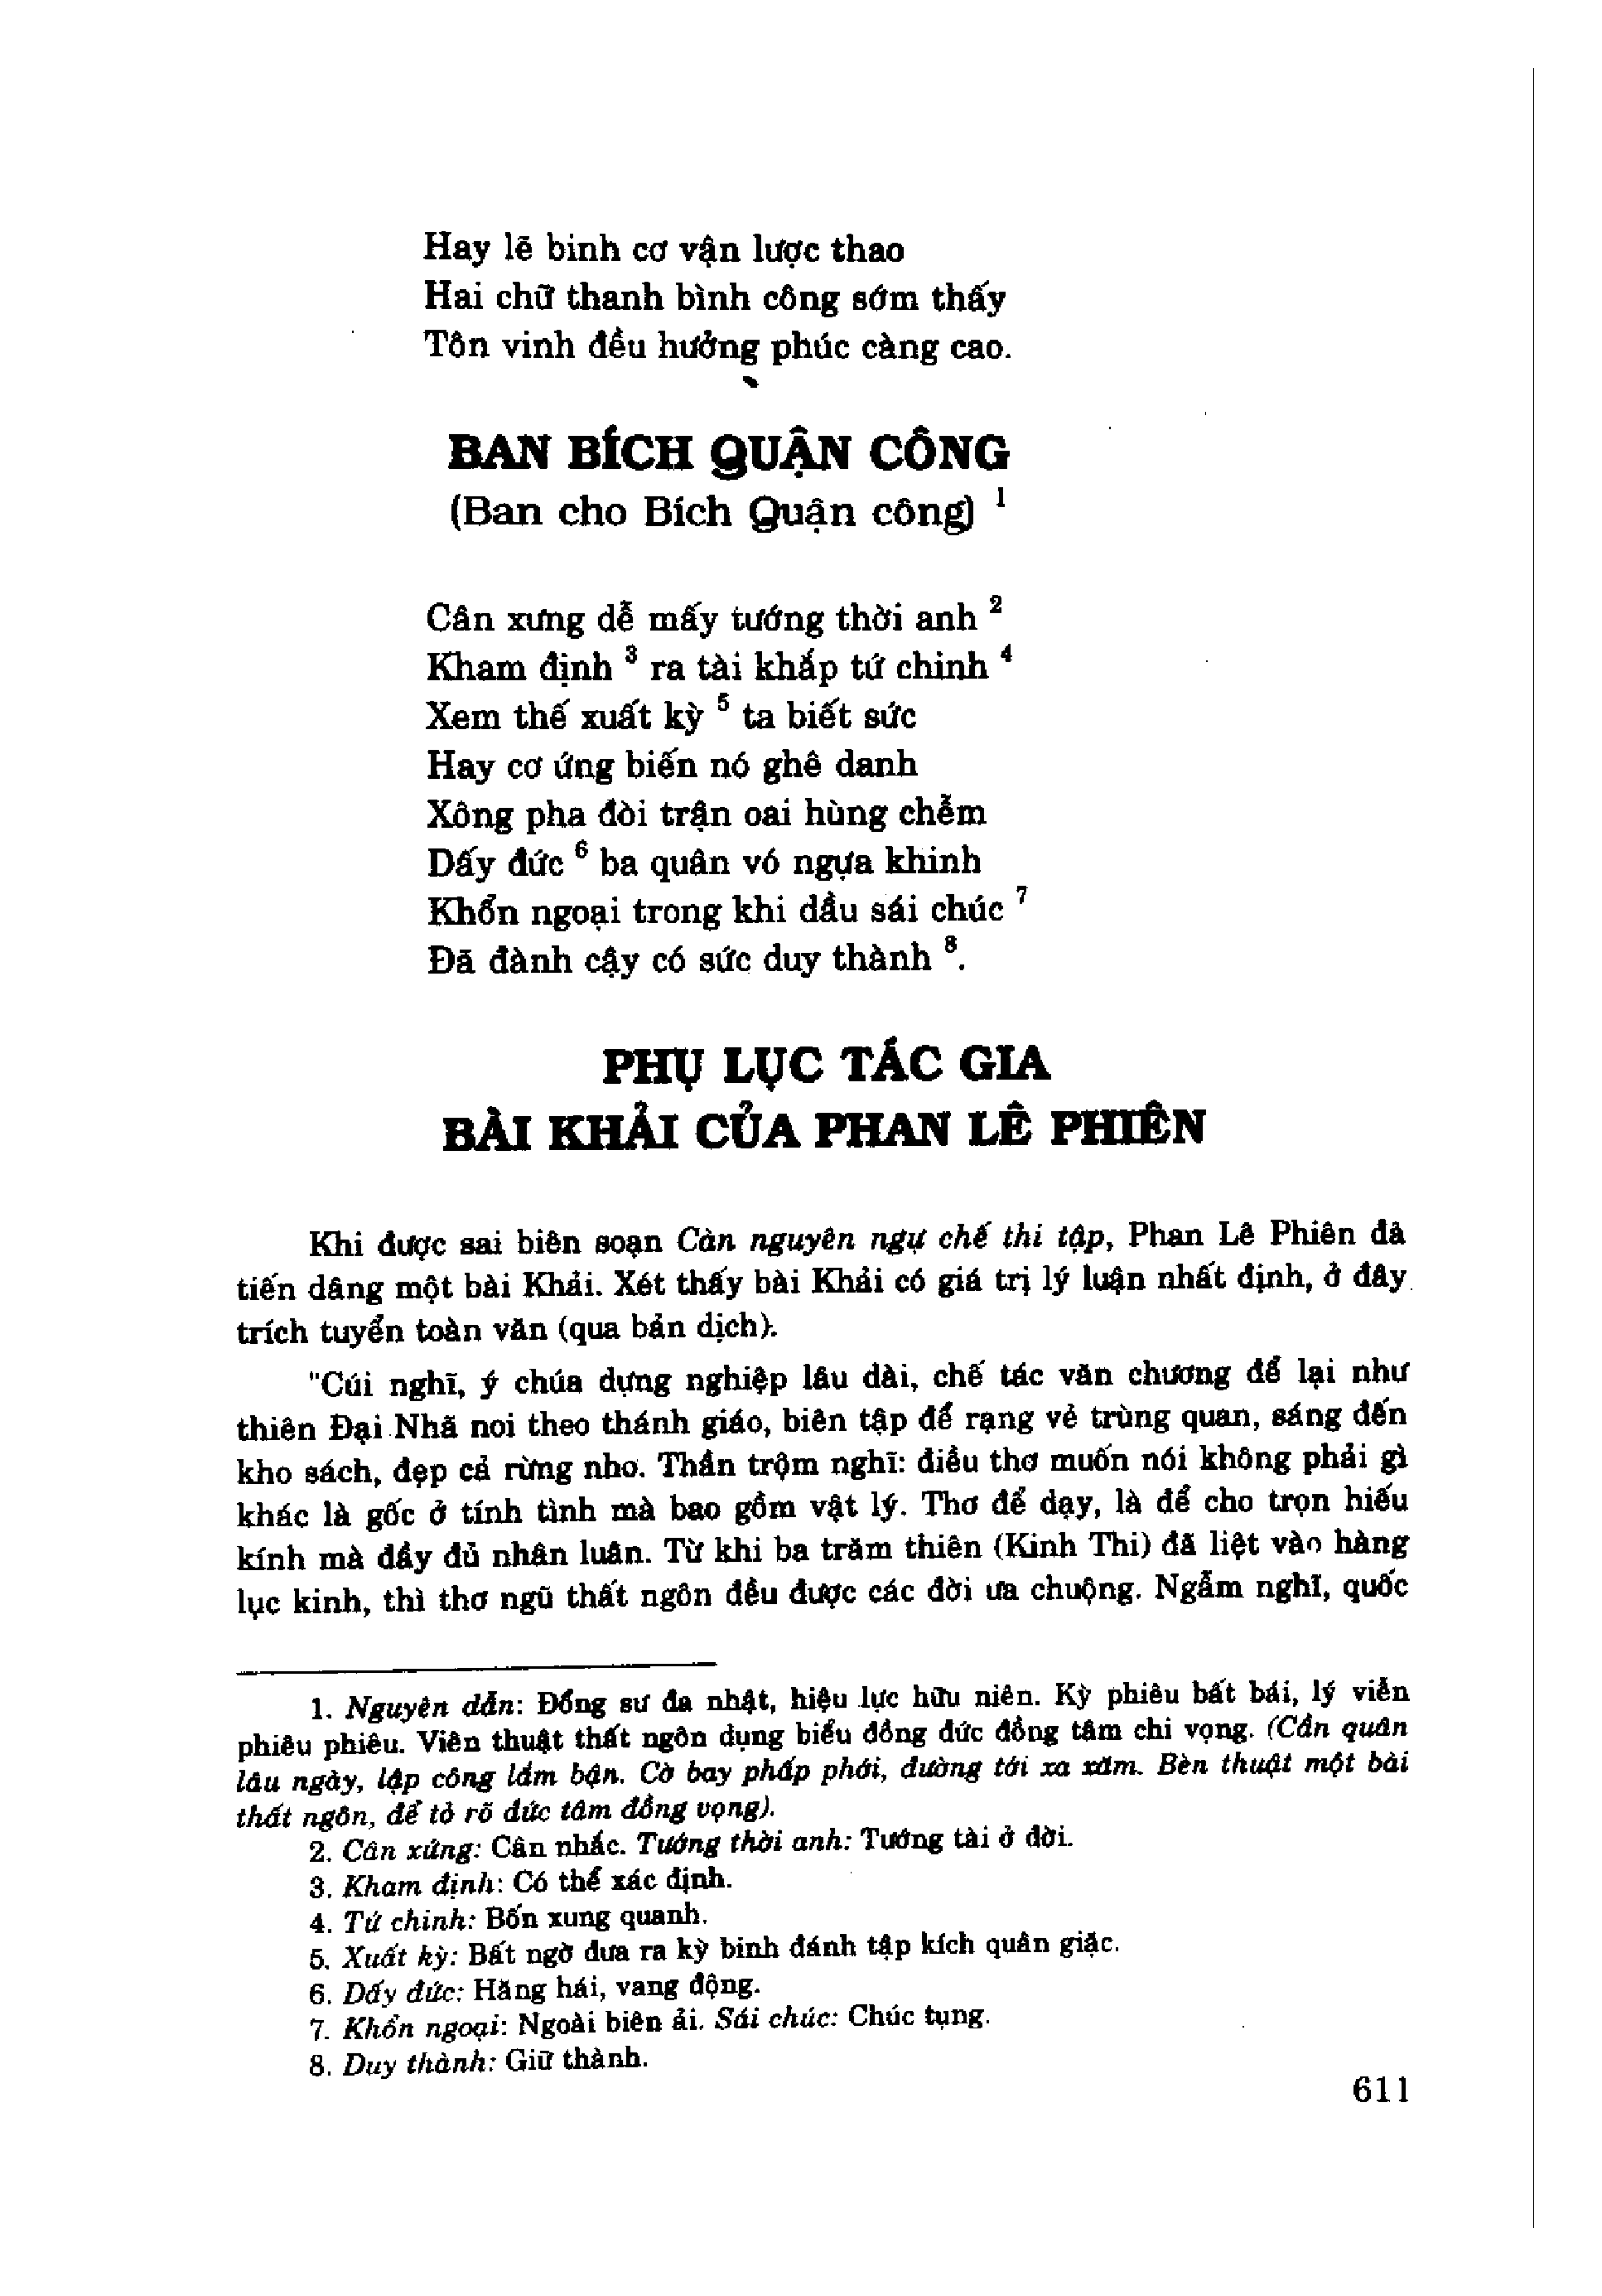 Hay lẽ binh cơ vận lược thao
Hai chữ thanh bình công sớm thấy
Tôn vinh đều hưởng phúc càng cao.
BAN BÍCH QUẬN CÔNG
(Ban cho Bích Quận công) 1
Cân xưng dễ mấy tướng thời anh 2
Kham định 3 ra tài khắp tứ chinh 4
Xem thế xuất kỳ 5 ta biết sức
Hay cơ ứng biến nó ghê danh
Xông pha đòi trận oai hùng chễm
Dấy đức 6 ba quân vó ngựa khinh
Khổn ngoại trong khi dầu sái chúc 7
Đã đành cậy có sức duy thành 8.
PHỤ LỤC TÁC GIA
BÀI KHẢI CỦA PHAN LÊ PHIÊN
Khi được sai biên soạn Càn nguyên ngự chế thi tập, Phan Lê Phiên đã
tiến dâng một bài Khải. Xét thấy bài Khải có giá trị lý luận nhất định, ở đây
trích tuyển toàn văn (qua bản dịch).
"Cúi nghĩ, ý chúa dựng nghiệp lâu dài, chế tác văn chương để lại như
thiên Đại Nhã noi theo thánh giáo, biên tập để rạng vẻ trùng quan, sáng đến
kho sách, đẹp cả rừng nho. Thần trộm nghĩ: điều thơ muốn nói không phải gì
khác là gốc ở tính tình mà bao gồm vật lý. Thơ để dạy, là để cho trọn hiếu
kính mà đầy đủ nhân luân. Từ khi ba trăm thiên (Kinh Thi) đã liệt vào hàng
lục kinh, thì thơ ngũ thất ngôn đều được các đời ưa chuộng. Ngẫm nghĩ, quốc
1. Nguyên dẫn: Đổng sư đa nhật, hiệu lực hữu niên. Kỳ phiêu bất bái, lý viễn
phiêu phiêu. Viên thuật thất ngôn dụng biểu đồng đức đồng tâm chi vọng. (Cần quân
lâu ngày, lập công lắm bận. Cờ bay phấp phới, đường tới xa xăm. Bèn thuật một bài
thất ngôn, để tỏ rõ đức tâm đồng vọng).
2. Cân xứng: Cân nhắc. Tướng thời anh: Tướng tài ở đời.
3. Kham định: Có thể xác định.
4. Tứ chinh: Bốn xung quanh.
5. Xuất kỳ: Bất ngờ đưa ra kỳ binh đánh tập kích quân giặc.
6. Dấy đức: Hăng hái, vang động.
7. Khổn ngoại: Ngoài biên ải. Sái chúc: Chúc tụng.
8. Duy thành: Giữ thành.
611